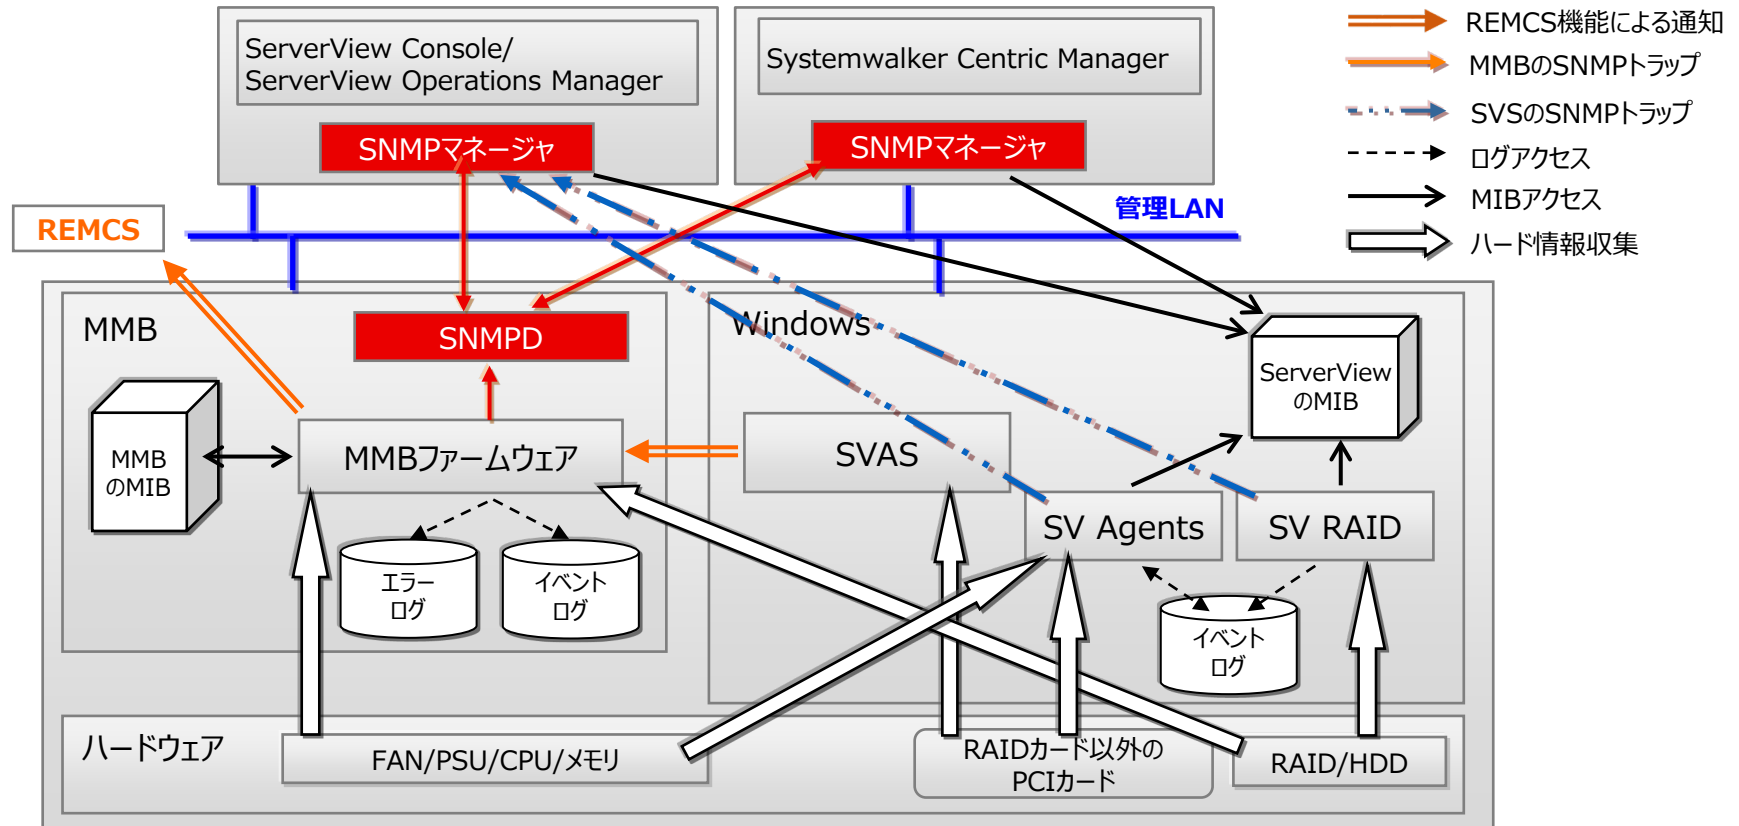 ServerView Console/
ServerView Operations Manager
SNMPマネージャ
Systemwalker Centric Manager
SNMPマネージャ
REMCS機能による通知
MMBのSNMPトラップ
SVSのSNMPトラップ
ログアクセス
MIBアクセス
ハード情報収集
REMCS
管理LAN
MMB
SNMPD
Windows
ServerView
のMIB
MMB
のMIB
MMBファームウェア
SVAS
SV Agents
SV RAID
エラー
ログ
イベント
ログ
イベント
ログ
ハードウェア
FAN/PSU/CPU/メモリ
RAIDカード以外の
PCIカード
RAID/HDD